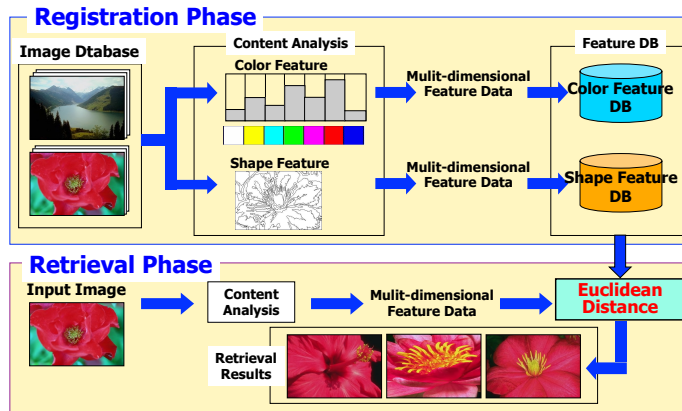 Registration Phase
Image Dtabase
Content Analysis
Feature DB
Color Feature
Mulit-dimensional
Feature Data
Color Feature
DB
Shape Feature
Mulit-dimensional
Feature Data
Shape Feature
DB
Retrieval Phase
Input Image
Content
Analysis
Mulit-dimensional
Feature Data
Euclidean
Distance
Retrieval
Results